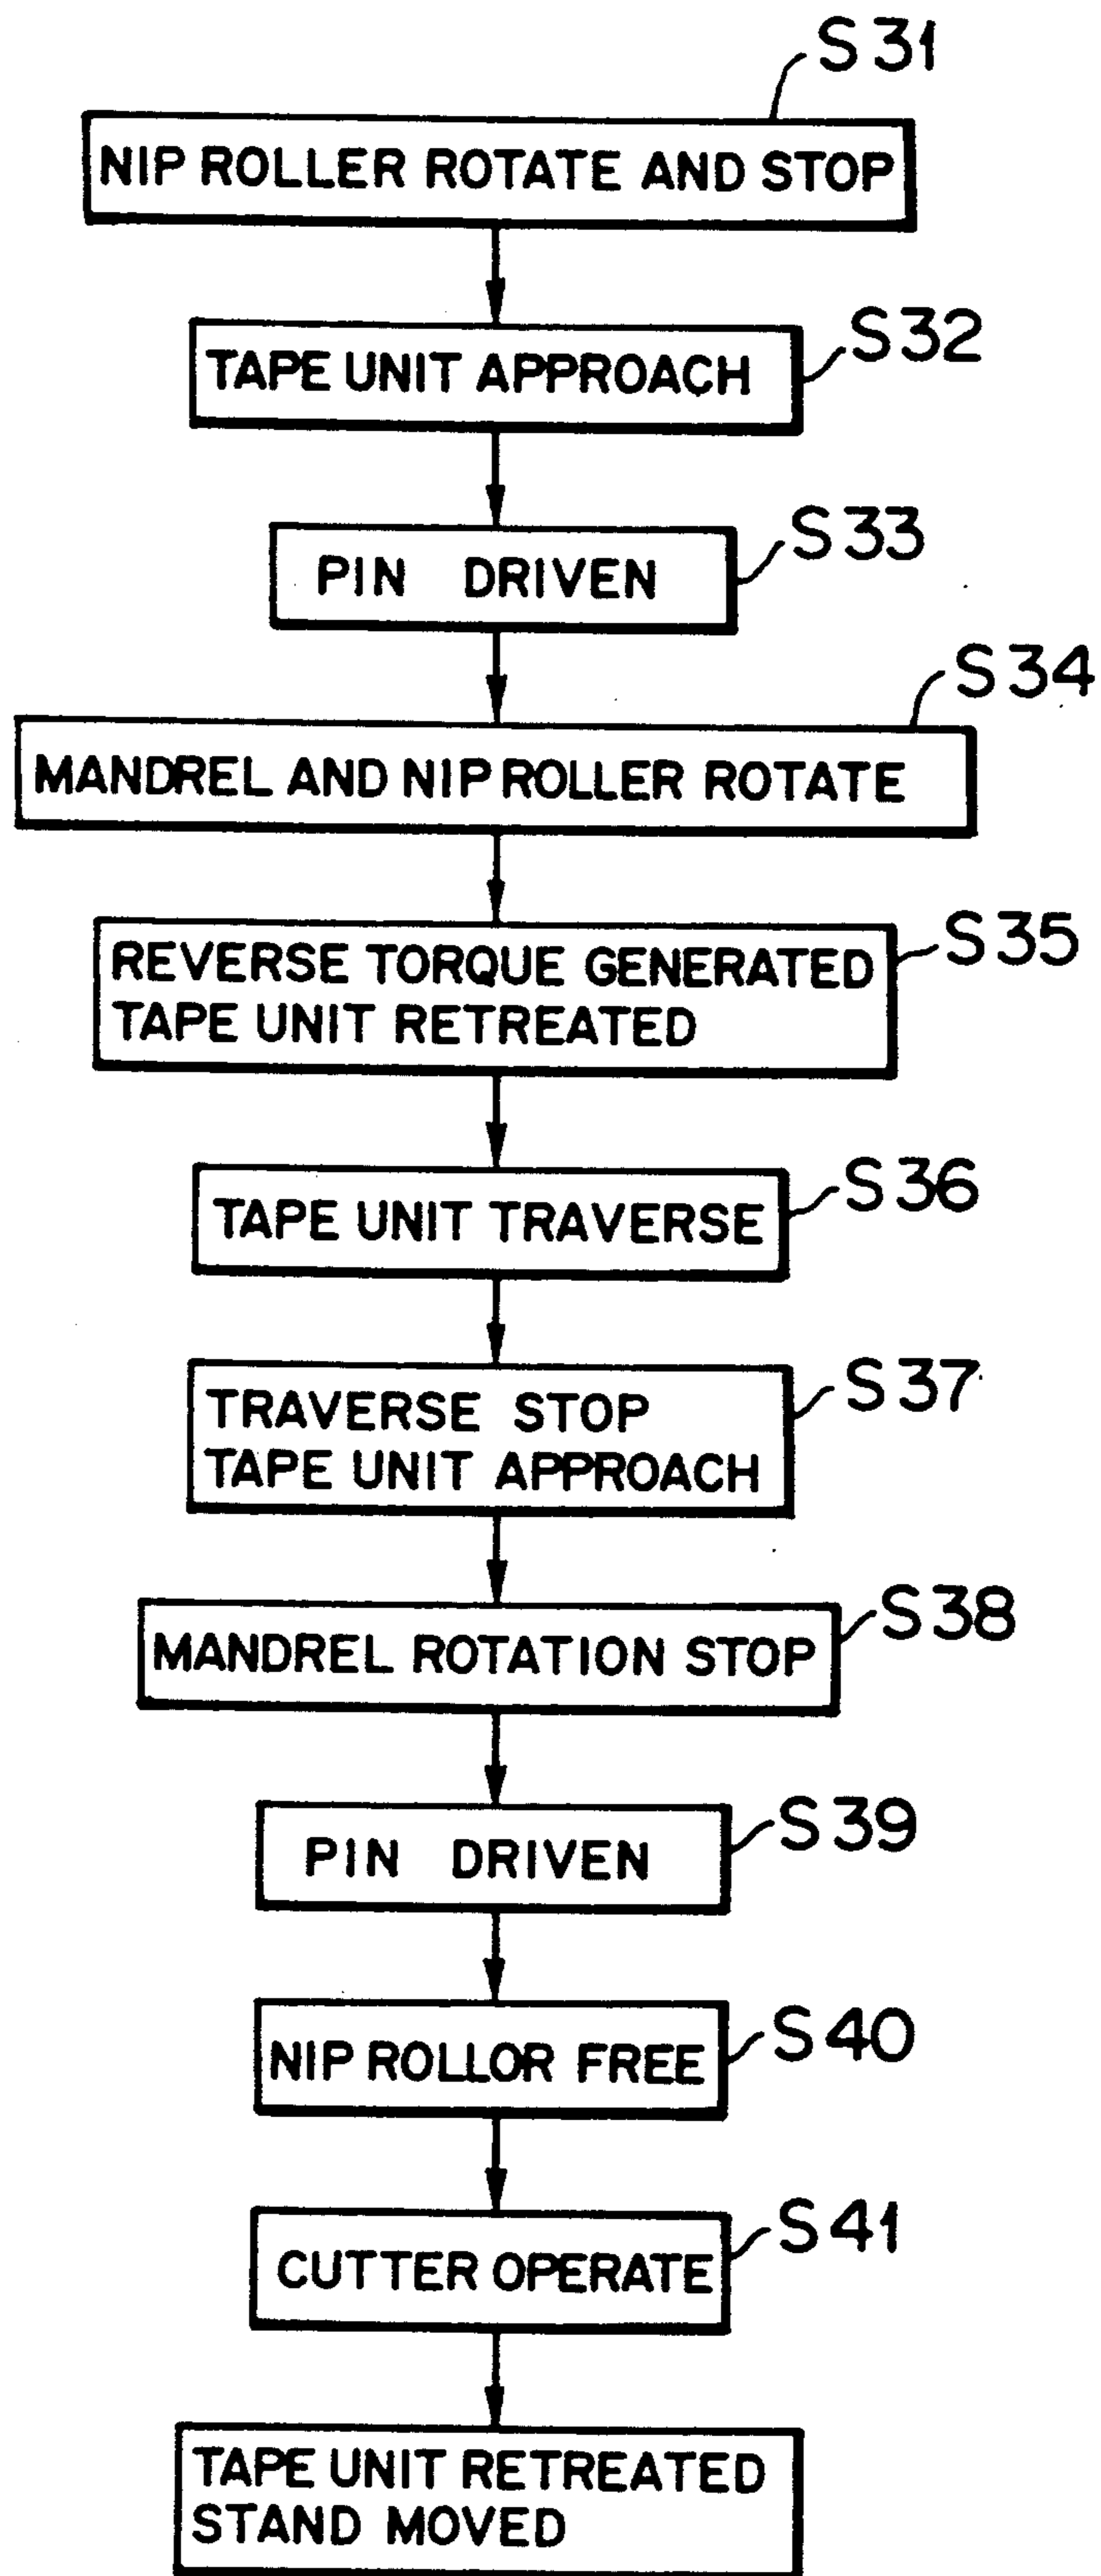 S31
NIP ROLLER ROTATE AND STOP
S32
TAPE UNIT APPROACH
S33
PIN DRIVEN
S34
MANDREL AND NIP ROLLER ROTATE
S35
REVERSE TORQUE GENERATED
TAPE UNIT RETREATED
S36
TAPE UNIT TRAVERSE
S37
TRAVERSE STOP
TAPE UNIT APPROACH
S38
MANDREL ROTATION STOP
S39
PIN DRIVEN
S40
NIP ROLLOR FREE
S41
CUTTER OPERATE
TAPE UNIT RETREATED
STAND MOVED